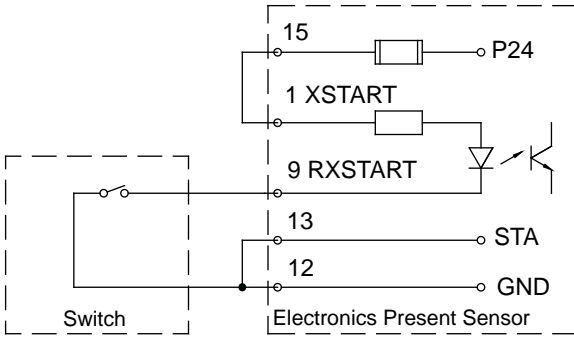 15
P24
1 XSTART
9 RXSTART
13
STA
12
GND
Switch
Electronics Present Sensor